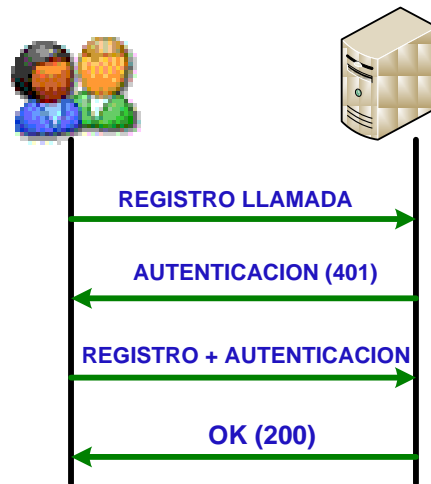 REGISTRO LLAMADA
AUTENTICACION (401)
REGISTRO + AUTENTICACION
OK (200)